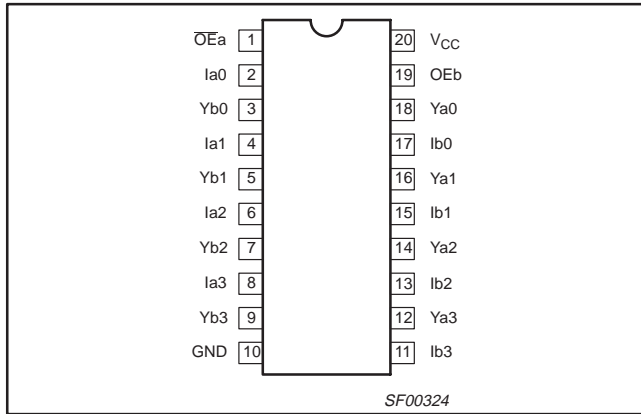 O̅E̅a 1 20 VCC
Ia0 2 19 OEb
Yb0 3 18 Ya0
Ia1 4 17 Ib0
Yb1 5 16 Ya1
Ia2 6 15 Ib1
Yb2 7 14 Ya2
Ia3 8 13 Ib2
Yb3 9 12 Ya3
GND 10 11 Ib3
SF00324